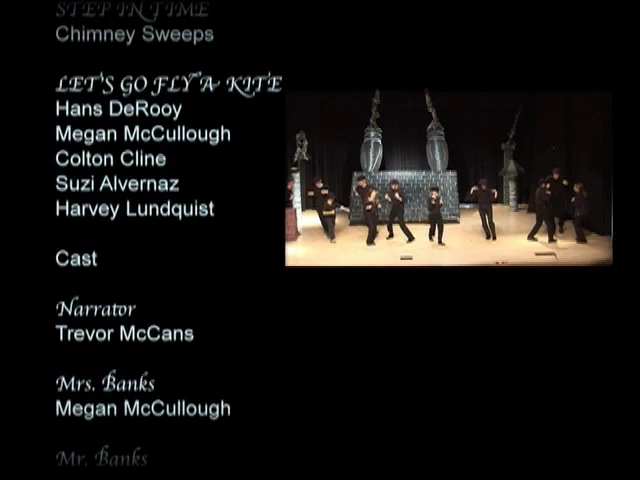 STEP IN TIME
Chimney Sweeps
LET'S GO FLY A KITE
Hans DeRooy
Megan McCullough
Colton Cline
Suzi Alvernaz
Harvey Lundquist
Cast
Narrator
Trevor McCans
Mrs. Banks
Megan McCullough
Mr. Banks